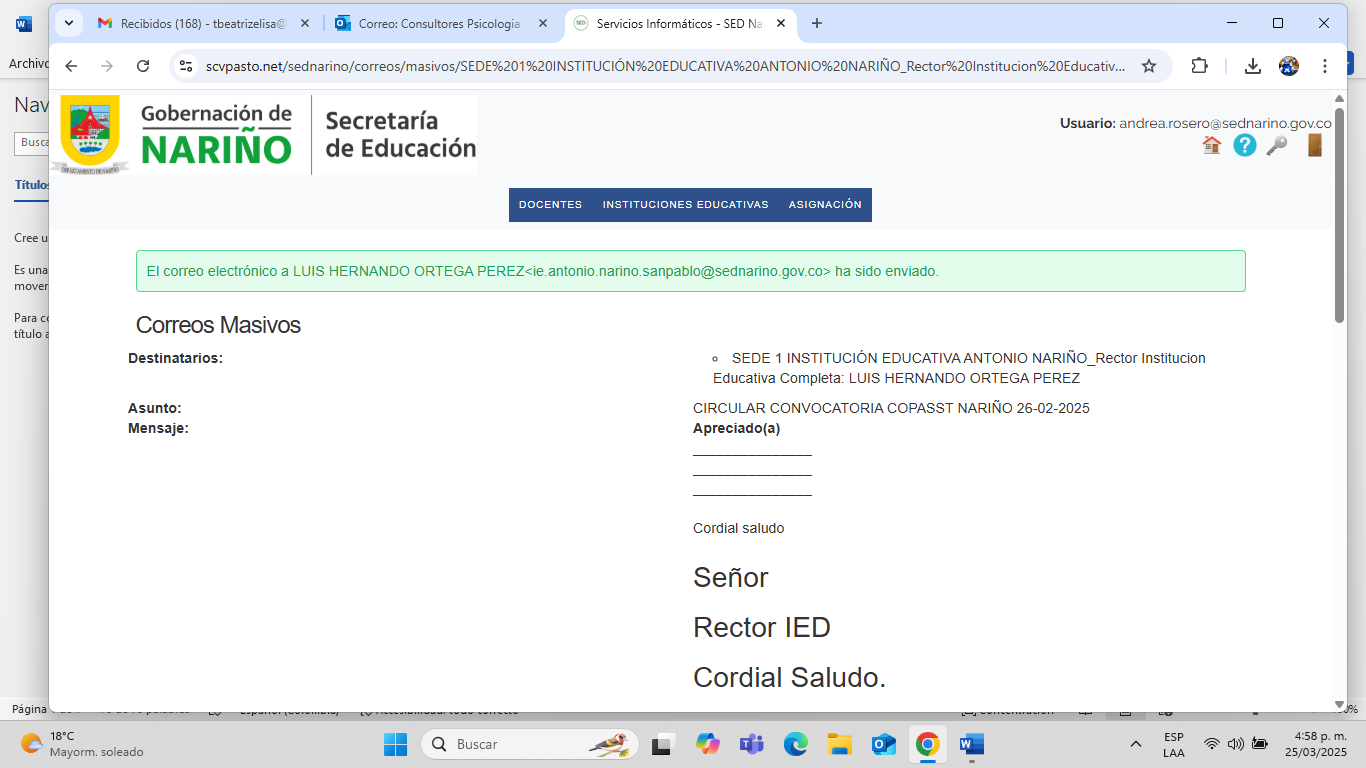 Recibidos (168) - tbeatrizelisa@
Correo: Consultores Psicologia
Servicios Informáticos - SED Na
Archivo
scvpasto.net/sednarino/correos/masivos/SEDE%201%20INSTITUCIÓN%20EDUCATIVA%20ANTONIO%20NARIÑO_Rector%20Institucion%20Educativ...
Nav
Busca
Títulos
Cree u
Es una
mover
Para co
título a
Gobernación de
NARIÑO
Secretaría
de Educación
DEPARTAMENTO DE NARIÑO
Usuario: andrea.rosero@sednarino.gov.co
DOCENTES INSTITUCIONES EDUCATIVAS ASIGNACIÓN
El correo electrónico a LUIS HERNANDO ORTEGA PEREZ<ie.antonio.narino.sanpablo@sednarino.gov.co> ha sido enviado.
Correos Masivos
Destinatarios:
SEDE 1 INSTITUCIÓN EDUCATIVA ANTONIO NARIÑO_Rector Institucion
Educativa Completa: LUIS HERNANDO ORTEGA PEREZ
Asunto: CIRCULAR CONVOCATORIA COPASST NARIÑO 26-02-2025
Mensaje: Apreciado(a)
_______________
_______________
_______________
Cordial saludo
Señor
Rector IED
Cordial Saludo.
Página
18°C
Mayorm. soleado
Buscar
ESP
LAA
4:58 p. m.
25/03/2025